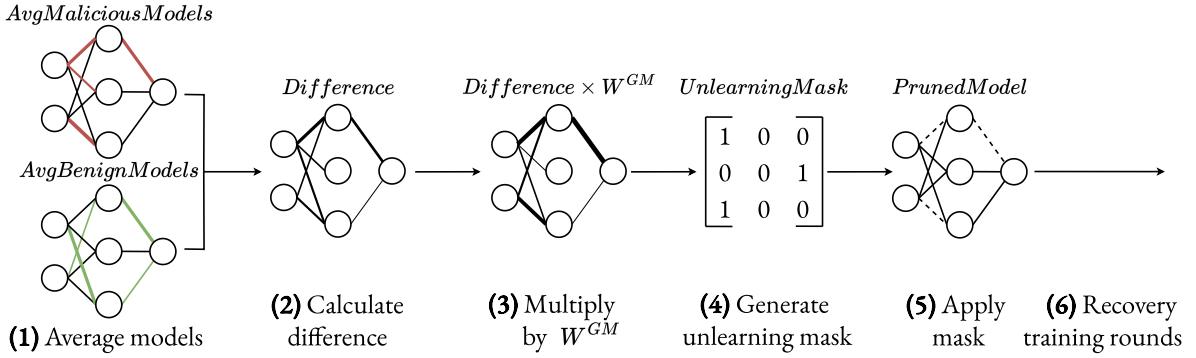 AvgMaliciousModels
AvgBenignModels
Difference
Difference × W^{GM}
UnlearningMask
PrunedModel
1 0 0
0 0 1
1 0 0
(1) Average models
(2) Calculate
difference
(3) Multiply
by W^{GM}
(4) Generate
unlearning mask
(5) Apply
mask
(6) Recovery
training rounds